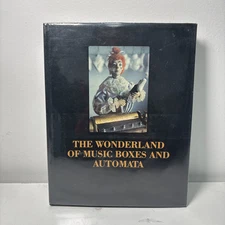 THE WONDERLAND
OF MUSIC BOXES AND
AUTOMATA